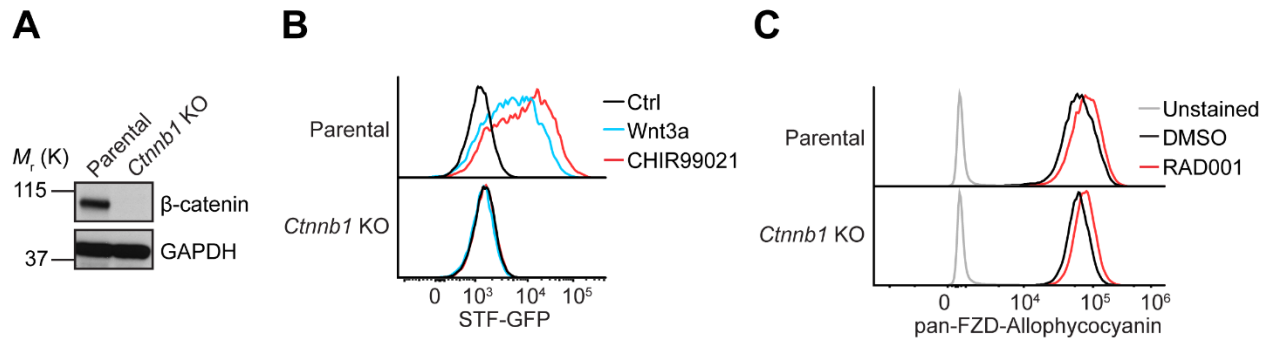 A
Parental
Ctnnb1 KO
Mr (K)
115
β-catenin
GAPDH
37
B
Parental
Ctrl
Wnt3a
CHIR99021
Ctnnb1 KO
0 10³ 10⁴ 10⁵
STF-GFP
C
Parental
Unstained
DMSO
RAD001
Ctnnb1 KO
0 10⁴ 10⁵ 10⁶
pan-FZD-Allophycocyanin